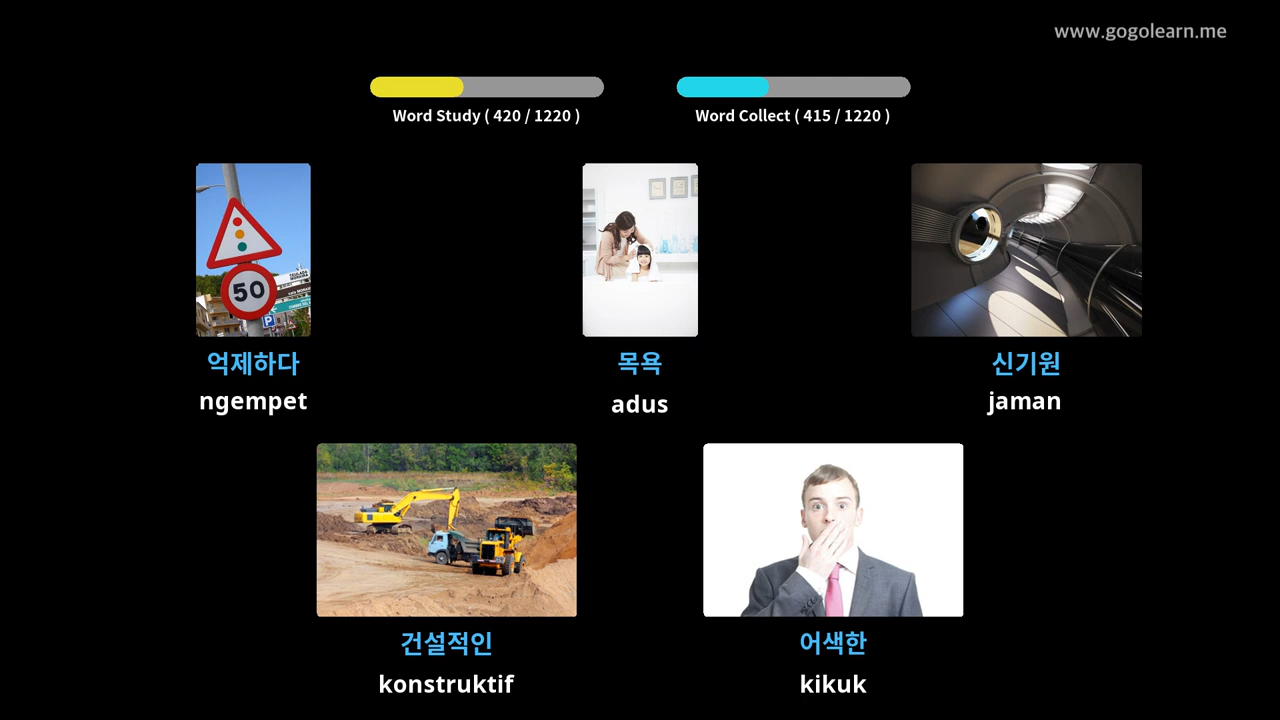 www.gogolearn.me
Word Study ( 420 / 1220 )
Word Collect ( 415 / 1220 )
50
P
억제하다
ngempet
목욕
adus
신기원
jaman
건설적인
konstruktif
어색한
kikuk